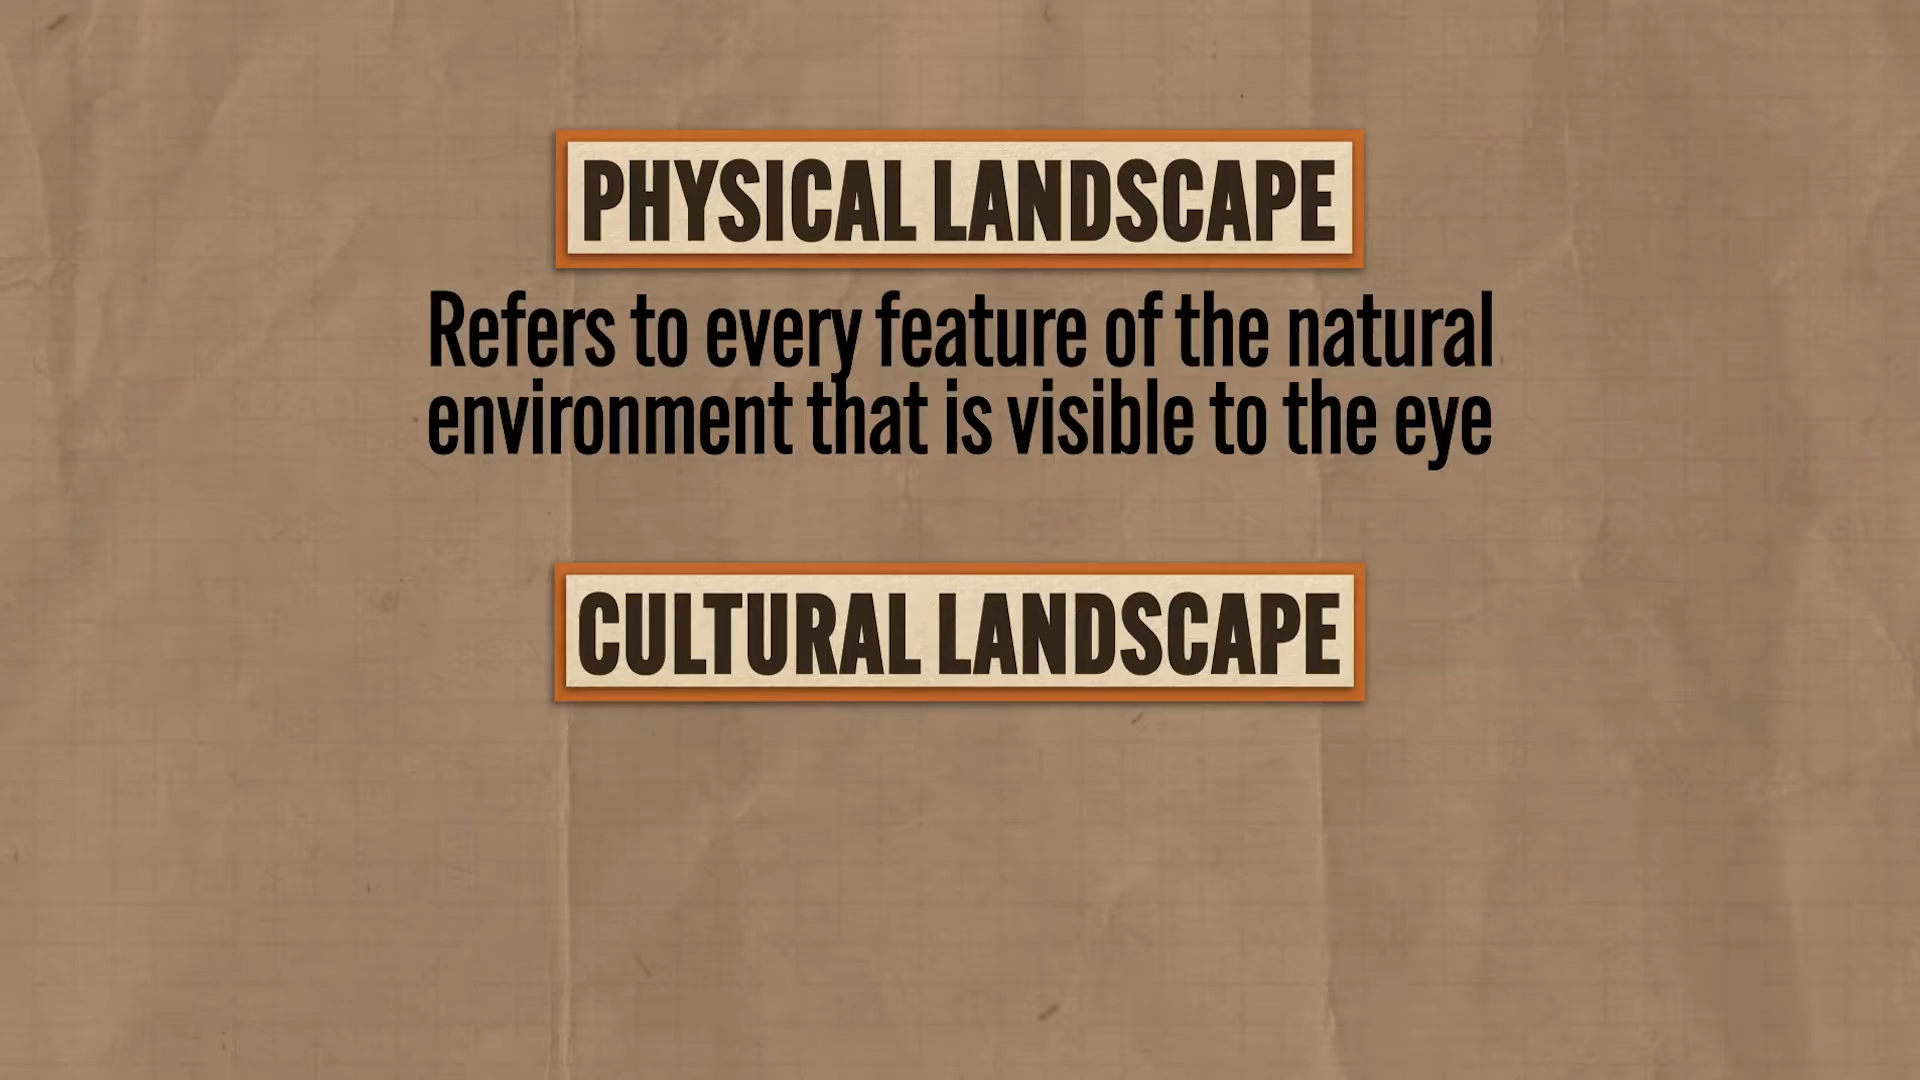 PHYSICAL LANDSCAPE
Refers to every feature of the natural
environment that is visible to the eye
CULTURAL LANDSCAPE